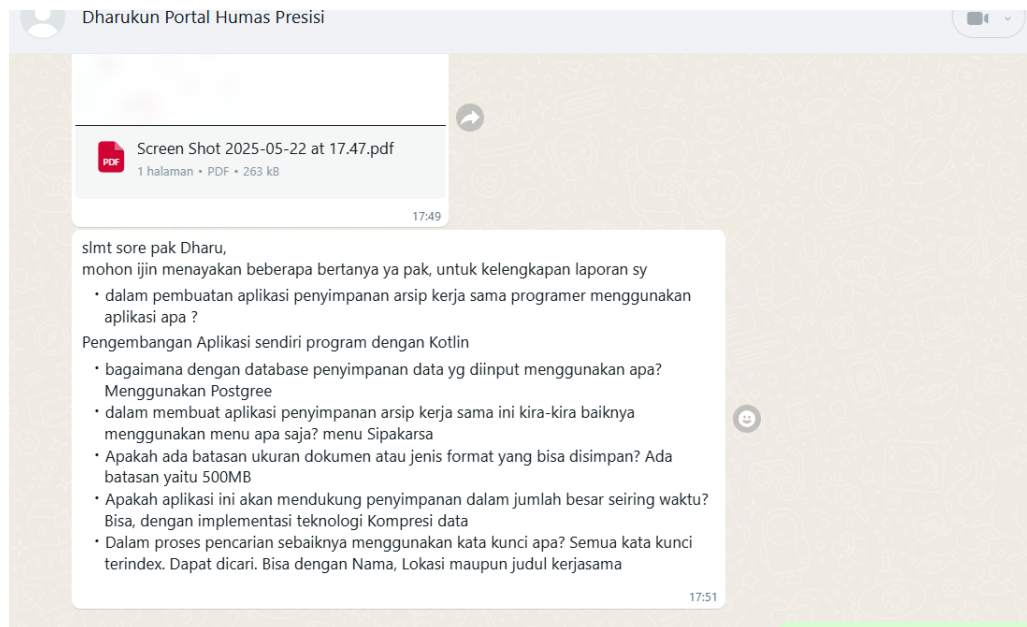 Dharukun Portal Humas Presisi
PDF
Screen Shot 2025-05-22 at 17.47.pdf
1 halaman • PDF • 263 kB
17:49
slmt sore pak Dharu,
mohon ijin menayakan beberapa bertanya ya pak, untuk kelengkapan laporan sy
• dalam pembuatan aplikasi penyimpanan arsip kerja sama programer menggunakan
aplikasi apa ?
Pengembangan Aplikasi sendiri program dengan Kotlin
• bagaimana dengan database penyimpanan data yg diinput menggunakan apa?
Menggunakan Postgree
• dalam membuat aplikasi penyimpanan arsip kerja sama ini kira-kira baiknya
menggunakan menu apa saja? menu Sipakarsa
• Apakah ada batasan ukuran dokumen atau jenis format yang bisa disimpan? Ada
batasan yaitu 500MB
• Apakah aplikasi ini akan mendukung penyimpanan dalam jumlah besar seiring waktu?
Bisa, dengan implementasi teknologi Kompresi data
• Dalam proses pencarian sebaiknya menggunakan kata kunci apa? Semua kata kunci
terindex. Dapat dicari. Bisa dengan Nama, Lokasi maupun judul kerjasama
17:51